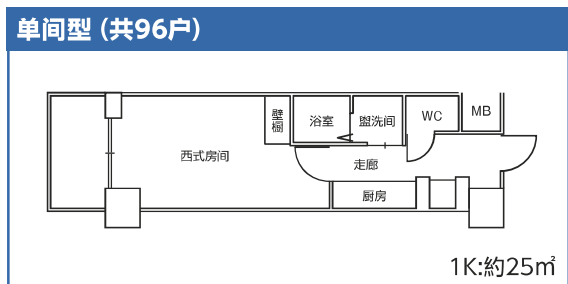 单间型（共96户）
壁橱
浴室
盥洗间
WC
MB
西式房间
走廊
厨房
1K:約25㎡